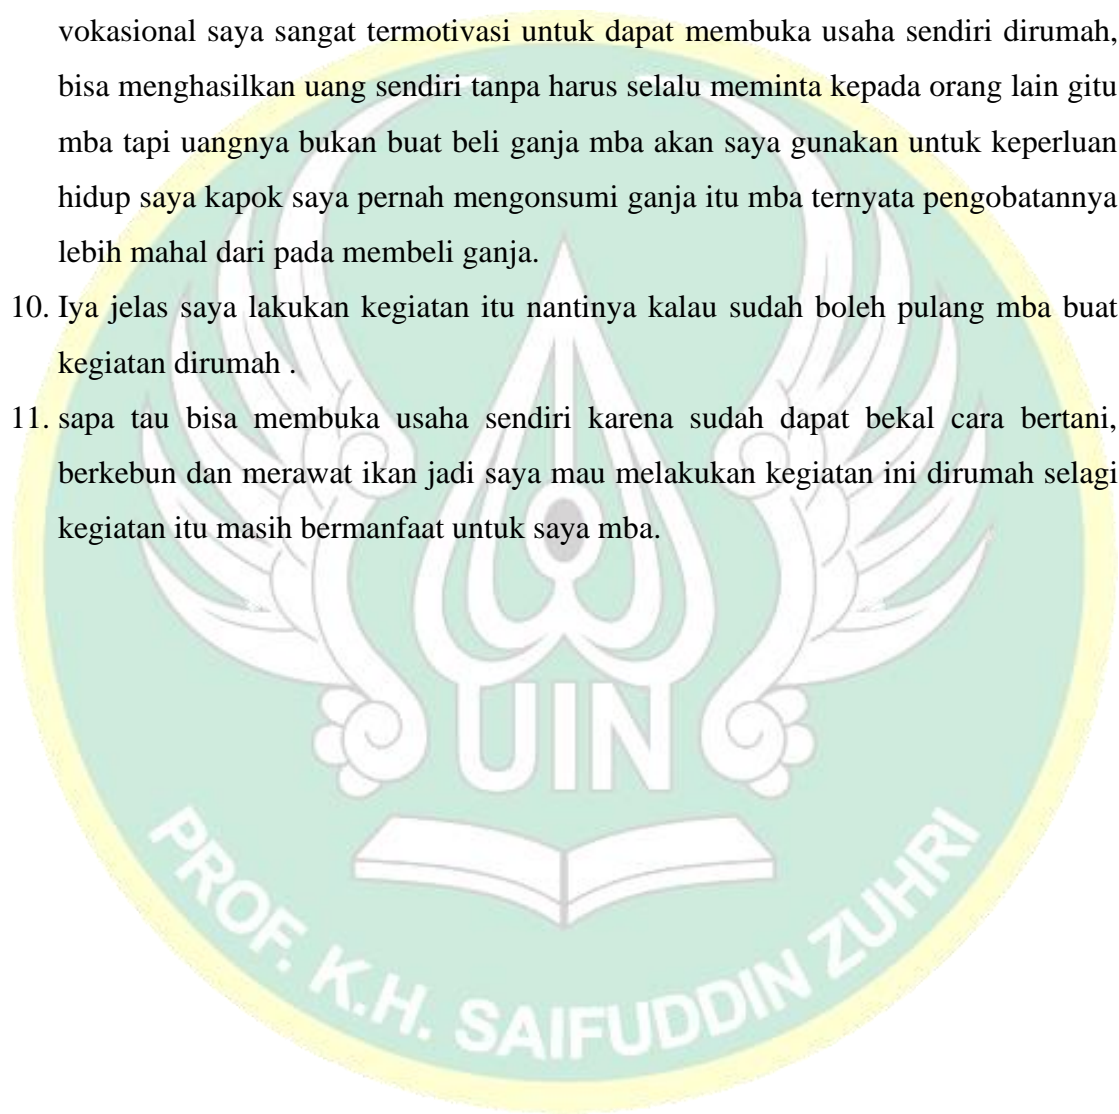 vokasional saya sangat termotivasi untuk dapat membuka usaha sendiri dirumah,
bisa menghasilkan uang sendiri tanpa harus selalu meminta kepada orang lain gitu
mba tapi uangnya bukan buat beli ganja mba akan saya gunakan untuk keperluan
hidup saya kapok saya pernah mengonsumi ganja itu mba ternyata pengobatannya
lebih mahal dari pada membeli ganja.
10. Iya jelas saya lakukan kegiatan itu nantinya kalau sudah boleh pulang mba buat
kegiatan dirumah .
11. sapa tau bisa membuka usaha sendiri karena sudah dapat bekal cara bertani,
berkebun dan merawat ikan jadi saya mau melakukan kegiatan ini dirumah selagi
kegiatan itu masih bermanfaat untuk saya mba.
UIN
PROF. K.H. SAIFUDDIN ZUHRI